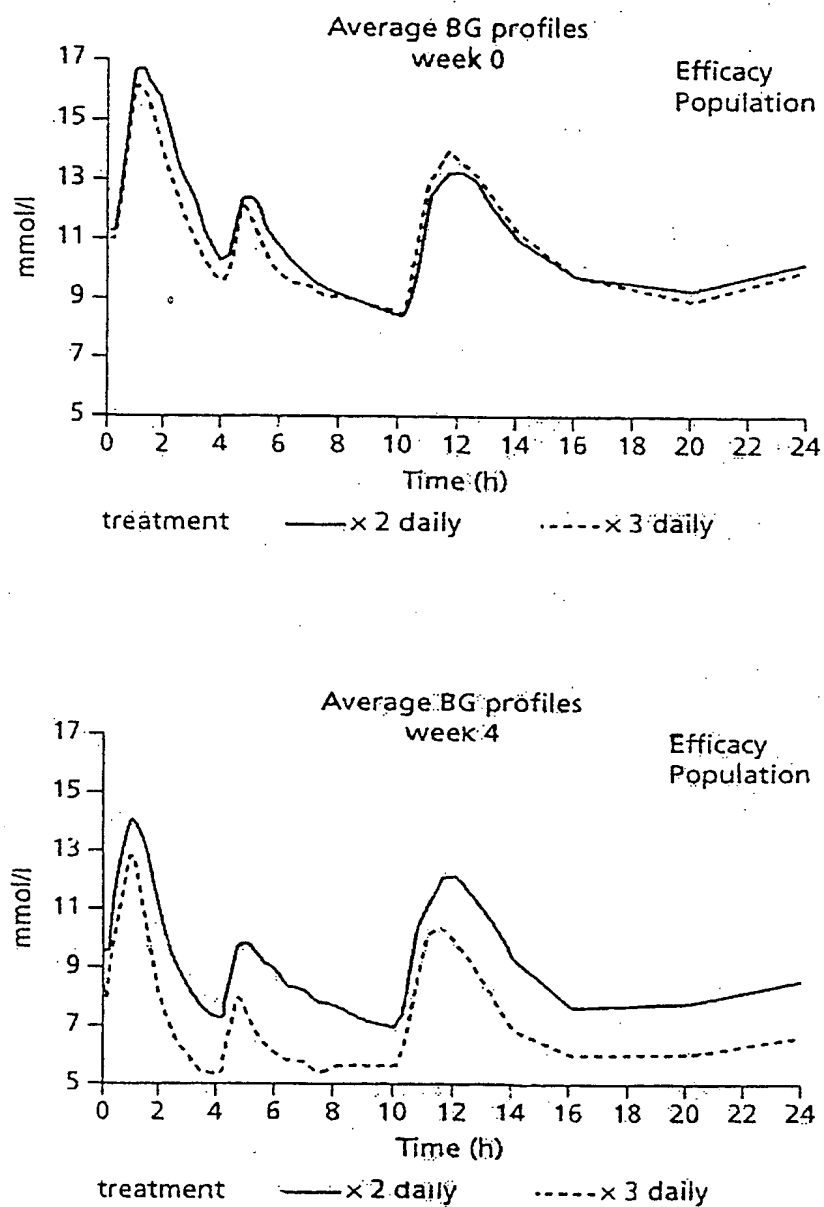 Average BG profiles
week 0
Efficacy
Population
17
15
13
11
9
7
5
mmol/l
0 2 4 6 8 10 12 14 16 18 20 22 24
Time (h)
treatment x 2 daily x 3 daily
Average BG profiles
week 4
Efficacy
Population
17
15
13
11
9
7
5
mmol/l
0 2 4 6 8 10 12 14 16 18 20 22 24
Time (h)
treatment x 2 daily x 3 daily